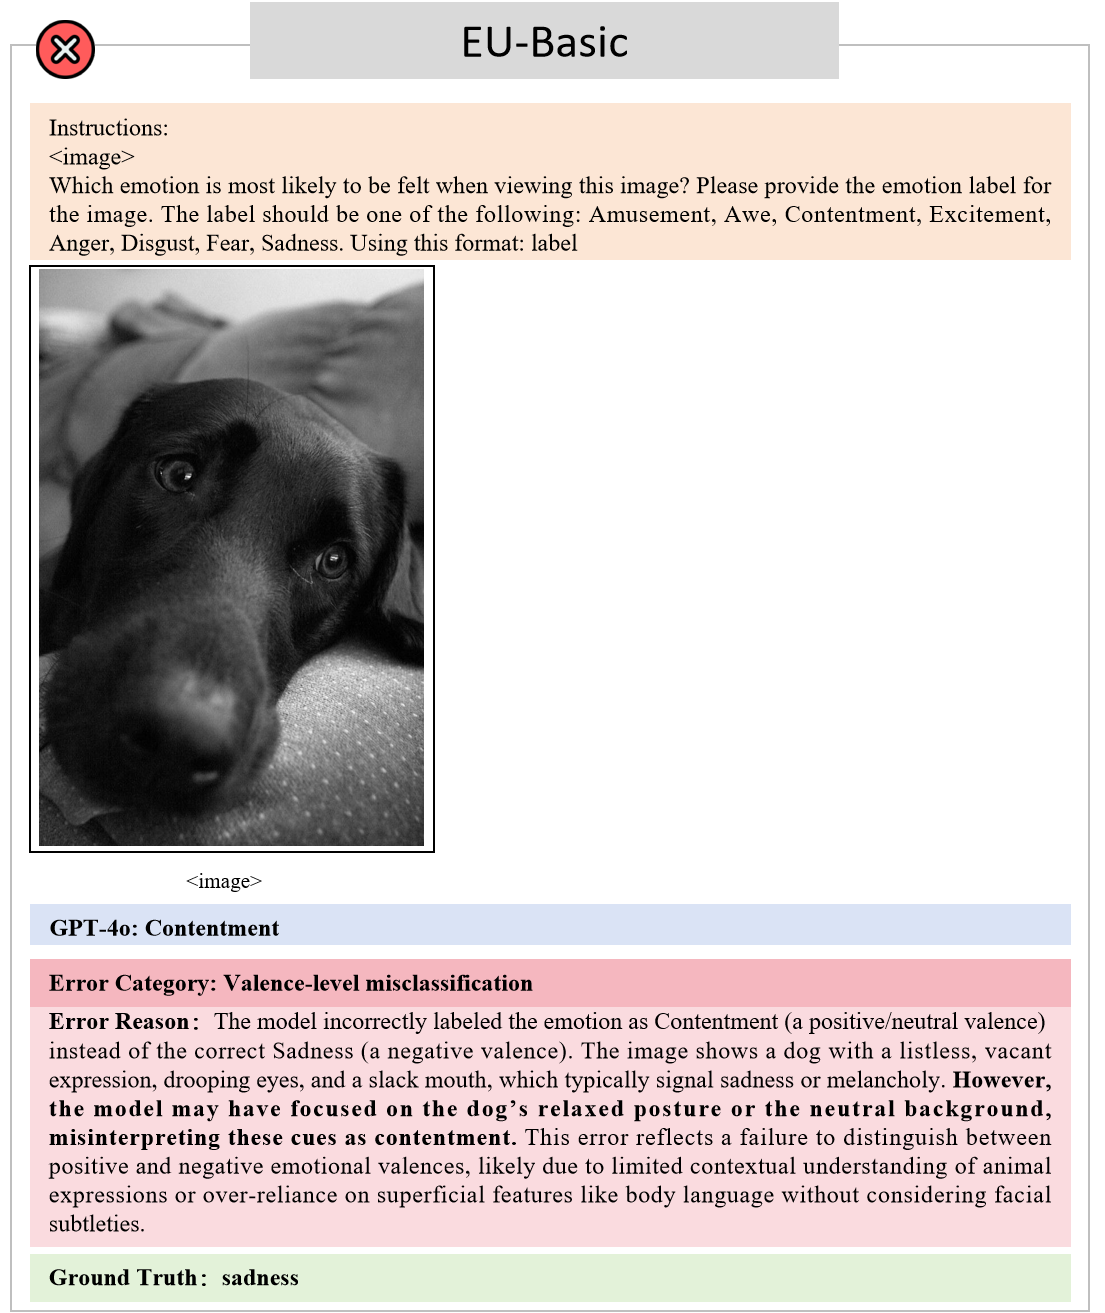 EU-Basic
Instructions:
<image>
Which emotion is most likely to be felt when viewing this image? Please provide the emotion label for
the image. The label should be one of the following: Amusement, Awe, Contentment, Excitement,
Anger, Disgust, Fear, Sadness. Using this format: label
<image>
GPT-4o: Contentment
Error Category: Valence-level misclassification
Error Reason: The model incorrectly labeled the emotion as Contentment (a positive/neutral valence)
instead of the correct Sadness (a negative valence). The image shows a dog with a listless, vacant
expression, drooping eyes, and a slack mouth, which typically signal sadness or melancholy. However,
the model may have focused on the dog’s relaxed posture or the neutral background,
misinterpreting these cues as contentment. This error reflects a failure to distinguish between
positive and negative emotional valences, likely due to limited contextual understanding of animal
expressions or over-reliance on superficial features like body language without considering facial
subtleties.
Ground Truth: sadness